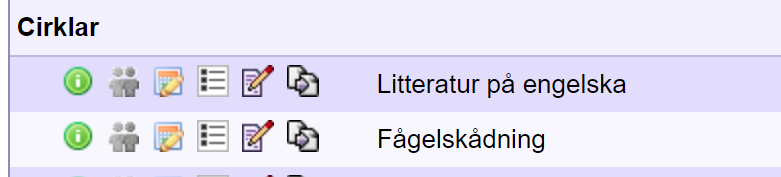 Cirklar
Litteratur på engelska
Fågelskådning